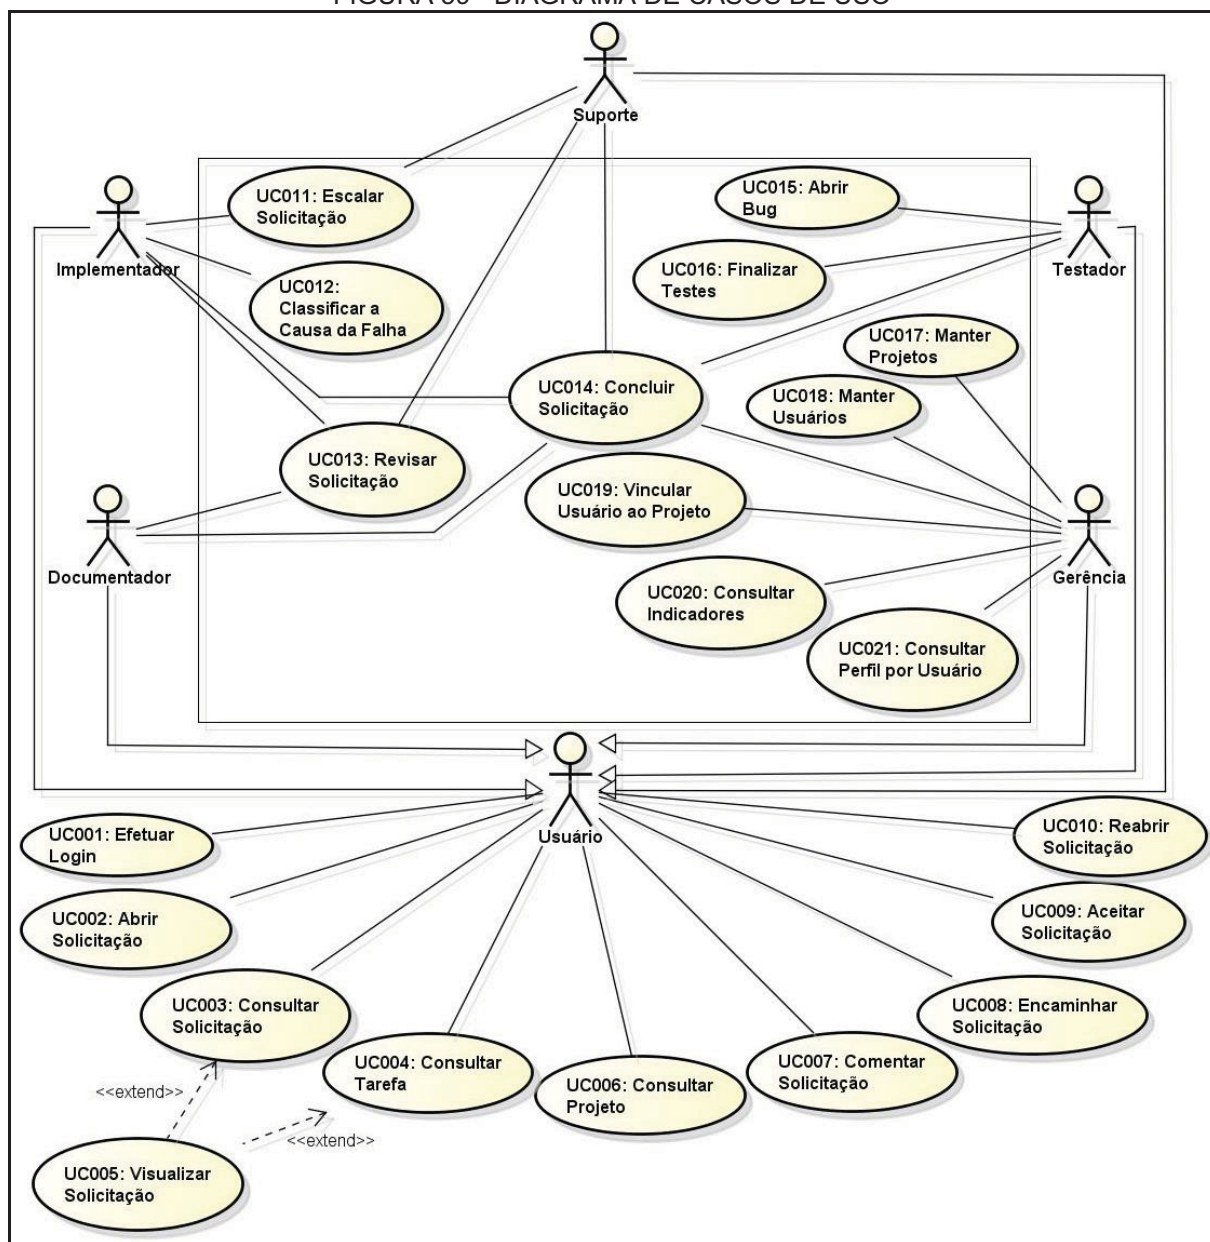 DIAGRAMA DE CASOS DE USO
Suporte
UC011: Escalar
Solicitação
UC015: Abrir
Bug
Implementador
UC016: Finalizar
Testes
Testador
UC012:
Classificar a
Causa da Falha
UC017: Manter
Projetos
UC014: Concluir
Solicitação
UC018: Manter
Usuários
UC013: Revisar
Solicitação
UC019: Vincular
Usuário ao Projeto
Documentador
Gerência
UC020: Consultar
Indicadores
UC021: Consultar
Perfil por Usuário
Usuário
UC001: Efetuar
Login
UC010: Reabrir
Solicitação
UC002: Abrir
Solicitação
UC009: Aceitar
Solicitação
UC003: Consultar
Solicitação
UC008: Encaminhar
Solicitação
UC004: Consultar
Tarefa
UC006: Consultar
Projeto
UC007: Comentar
Solicitação
<<extend>>
<<extend>>
UC005: Visualizar
Solicitação